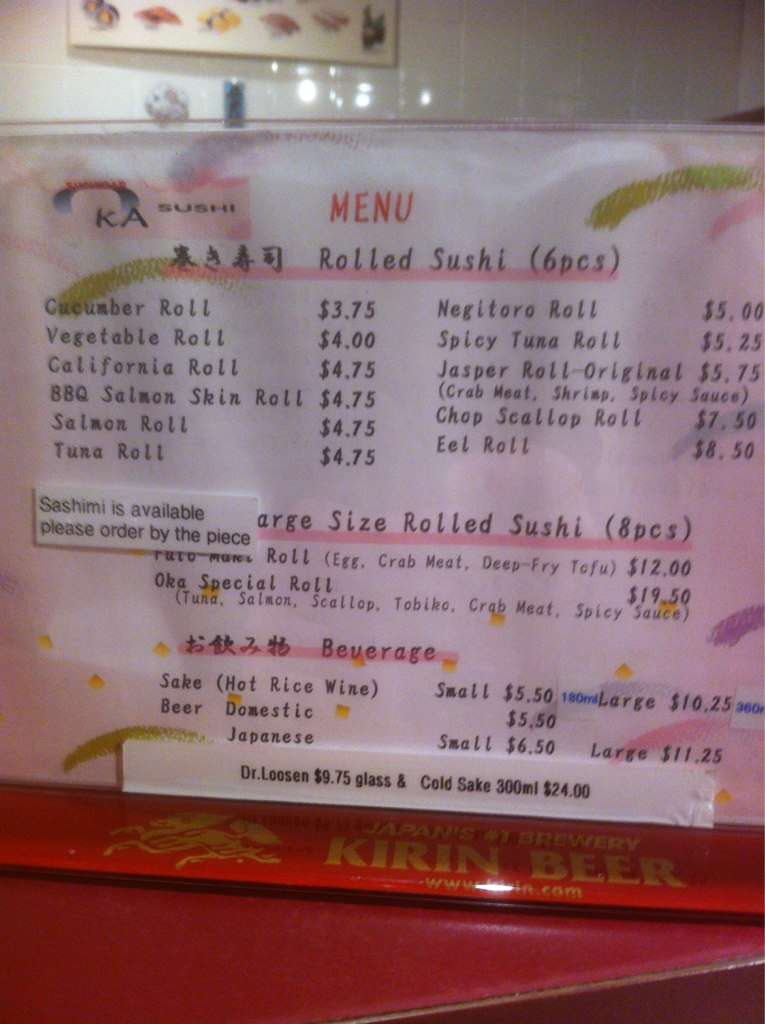 KA SUSHI
MENU
巻き寿司 Rolled Sushi (6pcs)
Cucumber Roll $3.75
Vegetable Roll $4.00
California Roll $4.75
BBQ Salmon Skin Roll $4.75
Salmon Roll $4.75
Tuna Roll $4.75
Negitoro Roll $5.00
Spicy Tuna Roll $5.25
Jasper Roll-Original $5.75
(Crab Meat, Shrimp, Spicy Sauce)
Chop Scallop Roll $7.50
Eel Roll $8.50
Sashimi is available
please order by the piece
arge Size Rolled Sushi (8pcs)
Futo Maki Roll (Egg, Crab Meat, Deep-Fry Tofu) $12.00
Oka Special Roll $19.50
(Tuna, Salmon, Scallop, Tobiko, Crab Meat, Spicy Sauce)
お飲み物 Beverage
Sake (Hot Rice Wine) Small $5.50 180ml Large $10.25 360m
Beer Domestic $5.50
Japanese Small $6.50 Large $11.25
Dr.Loosen $9.75 glass & Cold Sake 300ml $24.00
JAPAN'S #1 BREWERY
KIRIN BEER
www.kirin.com